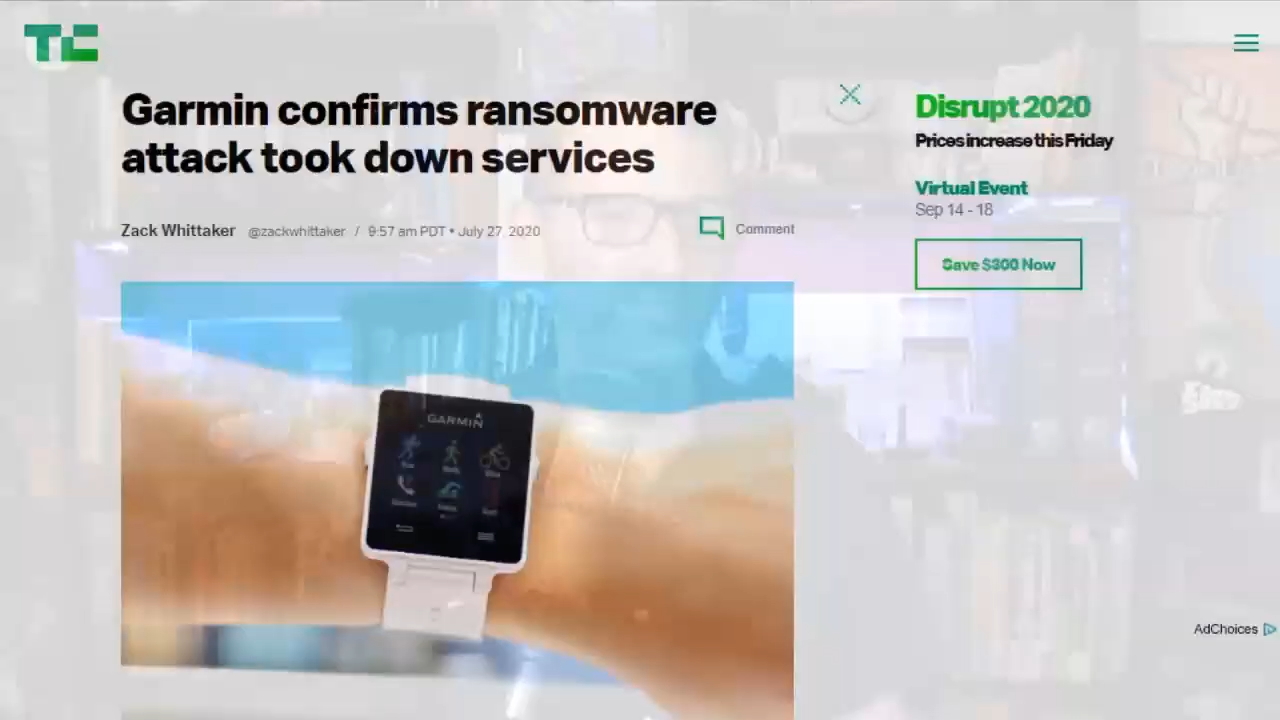 TC
Garmin confirms ransomware
attack took down services
Zack Whittaker @zackwhittaker / 9:57 am PDT • July 27, 2020
Comment
Disrupt 2020
Prices increase this Friday
Virtual Event
Sep 14 - 18
Save $300 Now
GARMIN
AdChoices